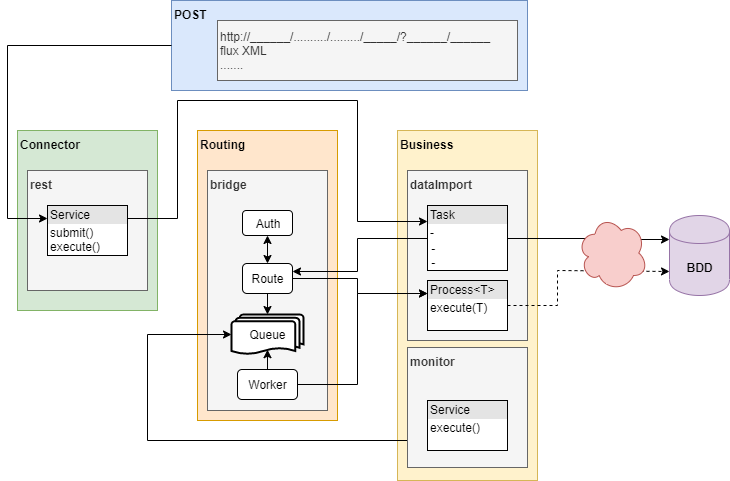 POST
http://______/........../........./_____/?______/______
flux XML
.......
Connector
rest
Service
submit()
execute()
Routing
bridge
Auth
Route
Queue
Worker
Business
dataImport
Task
-
-
-
Process<T>
execute(T)
monitor
Service
execute()
BDD